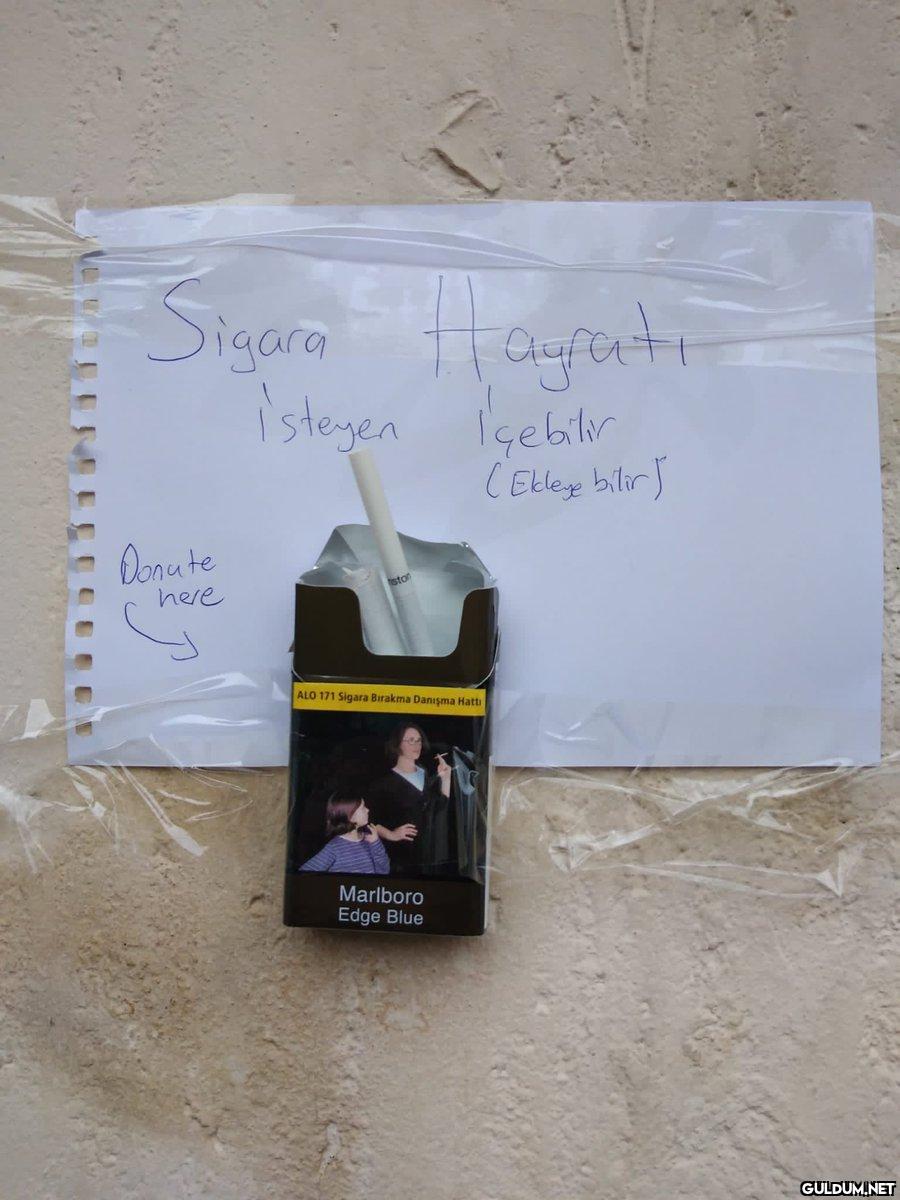 Sigara Hayratı
İsteyen İçebilir
(Ekleye bilir)
Donate
here
nston
ALO 171 Sigara Bırakma Danışma Hattı
Marlboro
Edge Blue
GULDUM.NET